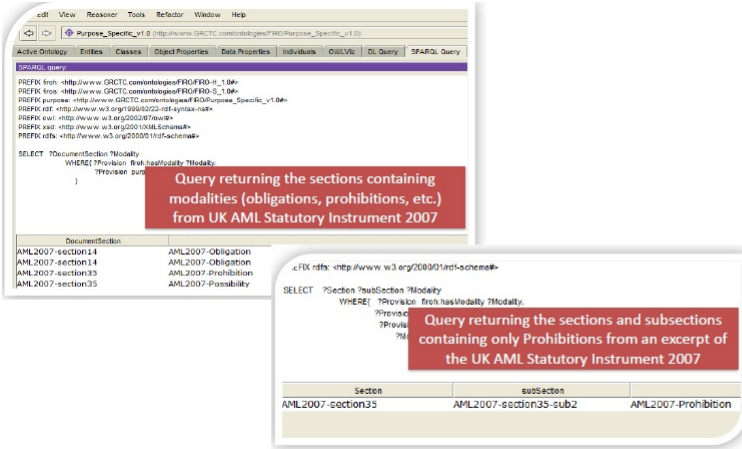 edit View Reasoner Tools Refactor Window Help
Purpose_Specific_v1.0 (http://www.GRCTC.com/ontologies/FIRO/Purpose_Specific_v1.0)
Active Ontology Entities Classes Object Properties Data Properties Individuals OWLViz DL Query SPARQL Query
SPARQL query:
PREFIX firoh: <http://www.GRCTC.com/ontologies/FIRO/FIRO-H_1.0#>
PREFIX firos: <http://www.GRCTC.com/ontologies/FIRO/FIRO-S_1.0#>
PREFIX purpose: <http://www.GRCTC.com/ontologies/FIRO/Purpose_Specific_v1.0#>
PREFIX rdf: <http://www.w3.org/1999/02/22-rdf-syntax-ns#>
PREFIX owl: <http://www.w3.org/2002/07/owl#>
PREFIX xsd: <http://www.w3.org/2001/XMLSchema#>
PREFIX rdfs: <http://www.w3.org/2000/01/rdf-schema#>
SELECT ?DocumentSection ?Modality
WHERE{ ?Provision firoh:hasModality ?Modality.
?Provision purp
}
Query returning the sections containing
modalities (obligations, prohibitions, etc.)
from UK AML Statutory Instrument 2007
DocumentSection
AML2007-section14 AML2007-Obligation
AML2007-section14 AML2007-Obligation
AML2007-section35 AML2007-Prohibition
AML2007-section35 AML2007-Possibility
EFIX rdfs: <http://www.w3.org/2000/01/rdf-schema#>
SELECT ?Section ?subSection ?Modality
WHERE{ ?Provision firoh:hasModality ?Modality.
?Provisio
?Provisi
?Mo
Query returning the sections and subsections
containing only Prohibitions from an excerpt of
the UK AML Statutory Instrument 2007
Section subSection
AML2007-section35 AML2007-section35-sub2 AML2007-Prohibition